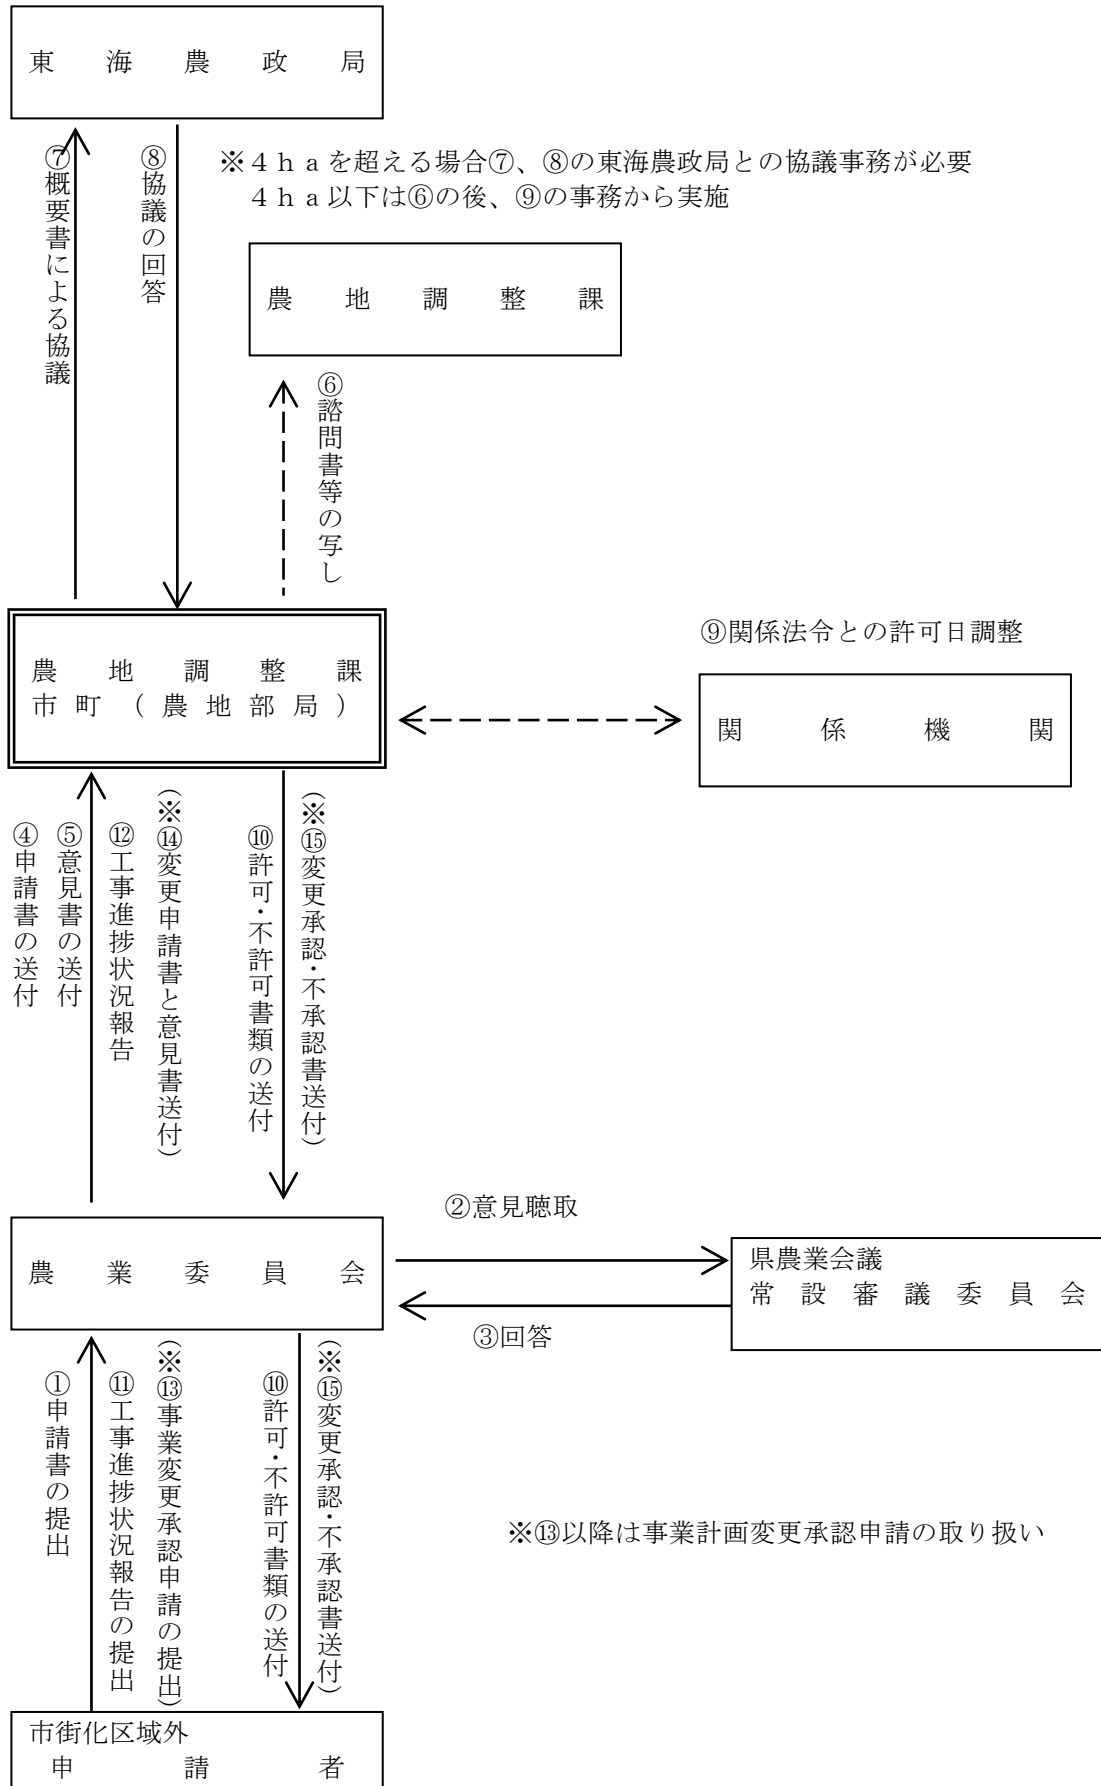 東海農政局
⑦概要書による協議
⑧協議の回答
※4haを超える場合⑦、⑧の東海農政局との協議事務が必要
4ha以下は⑥の後、⑨の事務から実施
農地調整課
⑥諮問書等の写し
農地調整課
市町(農地部局)
⑨関係法令との許可日調整
関係機関
④申請書の送付
⑤意見書の送付
⑫工事進捗状況報告
(※⑭変更申請書と意見書送付)
⑩許可・不許可書類の送付
(※⑮変更承認・不承認書送付)
農業委員会
②意見聴取
③回答
県農業会議
常設審議委員会
①申請書の提出
⑪工事進捗状況報告の提出
(※⑬事業変更承認申請の提出)
⑩許可・不許可書類の送付
(※⑮変更承認・不承認書送付)
※⑬以降は事業計画変更承認申請の取り扱い
市街化区域外
申請者